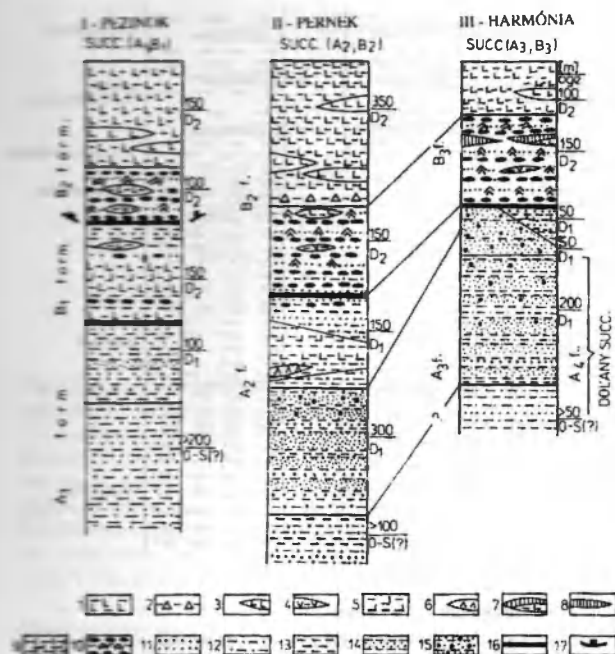 I - PEZINOK
SUCC. (A1,B1)
II - PERNEK
SUCC. (A2, B2)
III - HARMÓNIA
SUCC (A3, B3)
B2 form.
B1 form.
A1 form.
350
D2
100
D2
150
D2
100
D1
>200
O-S(?)
B2 f.
A2 f.
350
D2
150
D2
150
D1
300
D1
>100
O-S(?)
B3 f.
A3 f.
?
[m]
100
D2
150
D2
50
D1
50
D1
200
D1
>50
O-S(?)
A4 f.
DOĽANY SUCC.
1 2 3 4 5 6 7 8
10 11 12 13 14 15 16 17